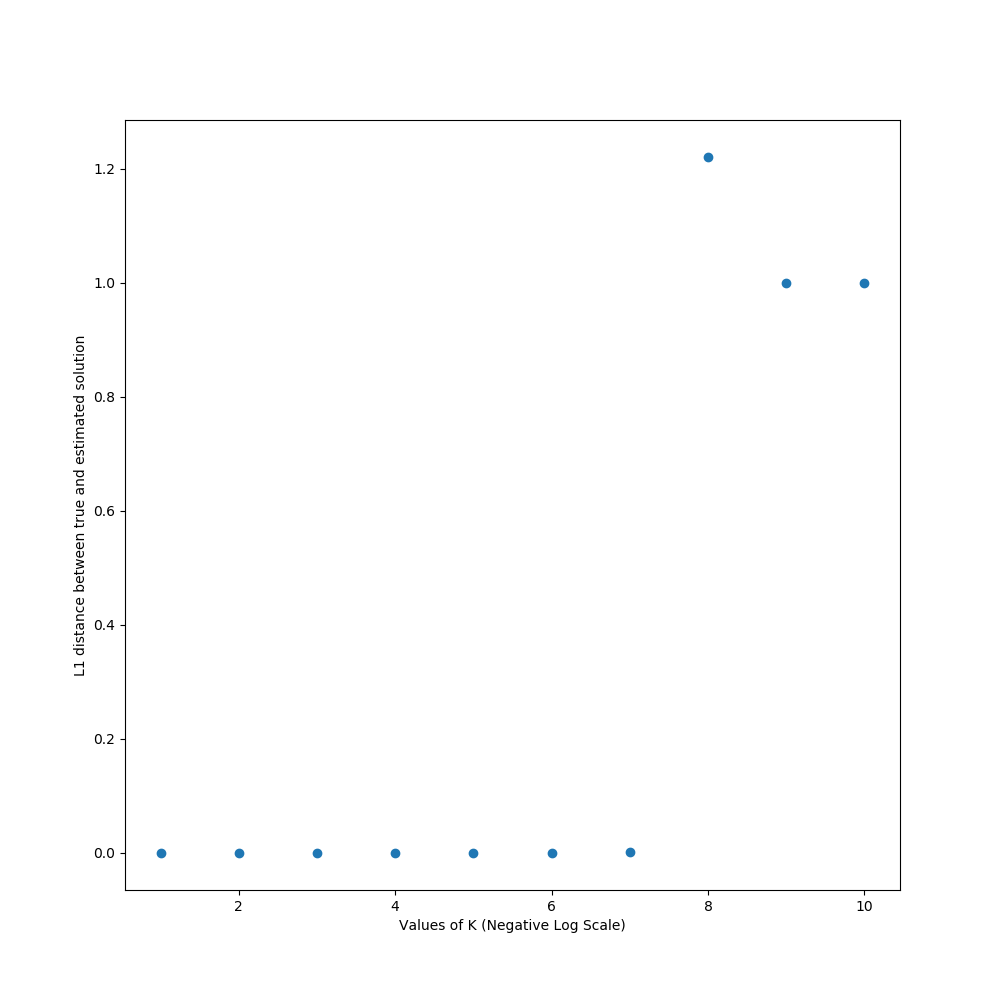 L1 distance between true and estimated solution
1.2
1.0
0.8
0.6
0.4
0.2
0.0
2 4 6 8 10
Values of K (Negative Log Scale)